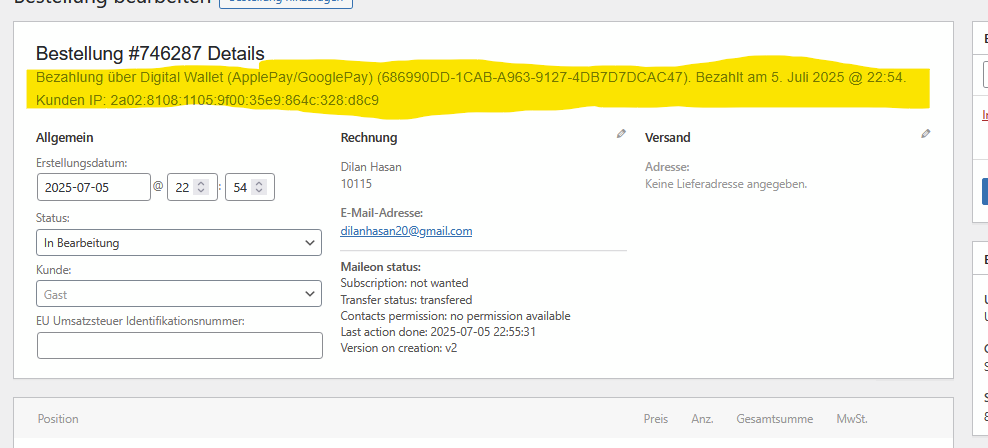 Bestellung bearbeiten
Bestellung hinzufügen
Bestellung #746287 Details
Bezahlung über Digital Wallet (ApplePay/GooglePay) (686990DD-1CAB-A963-9127-4DB7D7DCAC47). Bezahlt am 5. Juli 2025 @ 22:54.
Kunden IP: 2a02:8108:1105:9f00:35e9:864c:328:d8c9
Allgemein
Erstellungsdatum:
2025-07-05 @ 22 : 54
Status:
In Bearbeitung
Kunde:
Gast
EU Umsatzsteuer Identifikationsnummer:
Rechnung
Dilan Hasan
10115
E-Mail-Adresse:
dilanhasan20@gmail.com
Maileon status:
Subscription: not wanted
Transfer status: transfered
Contacts permission: no permission available
Last action done: 2025-07-05 22:55:31
Version on creation: v2
Versand
Adresse:
Keine Lieferadresse angegeben.
Position Preis Anz. Gesamtsumme MwSt.